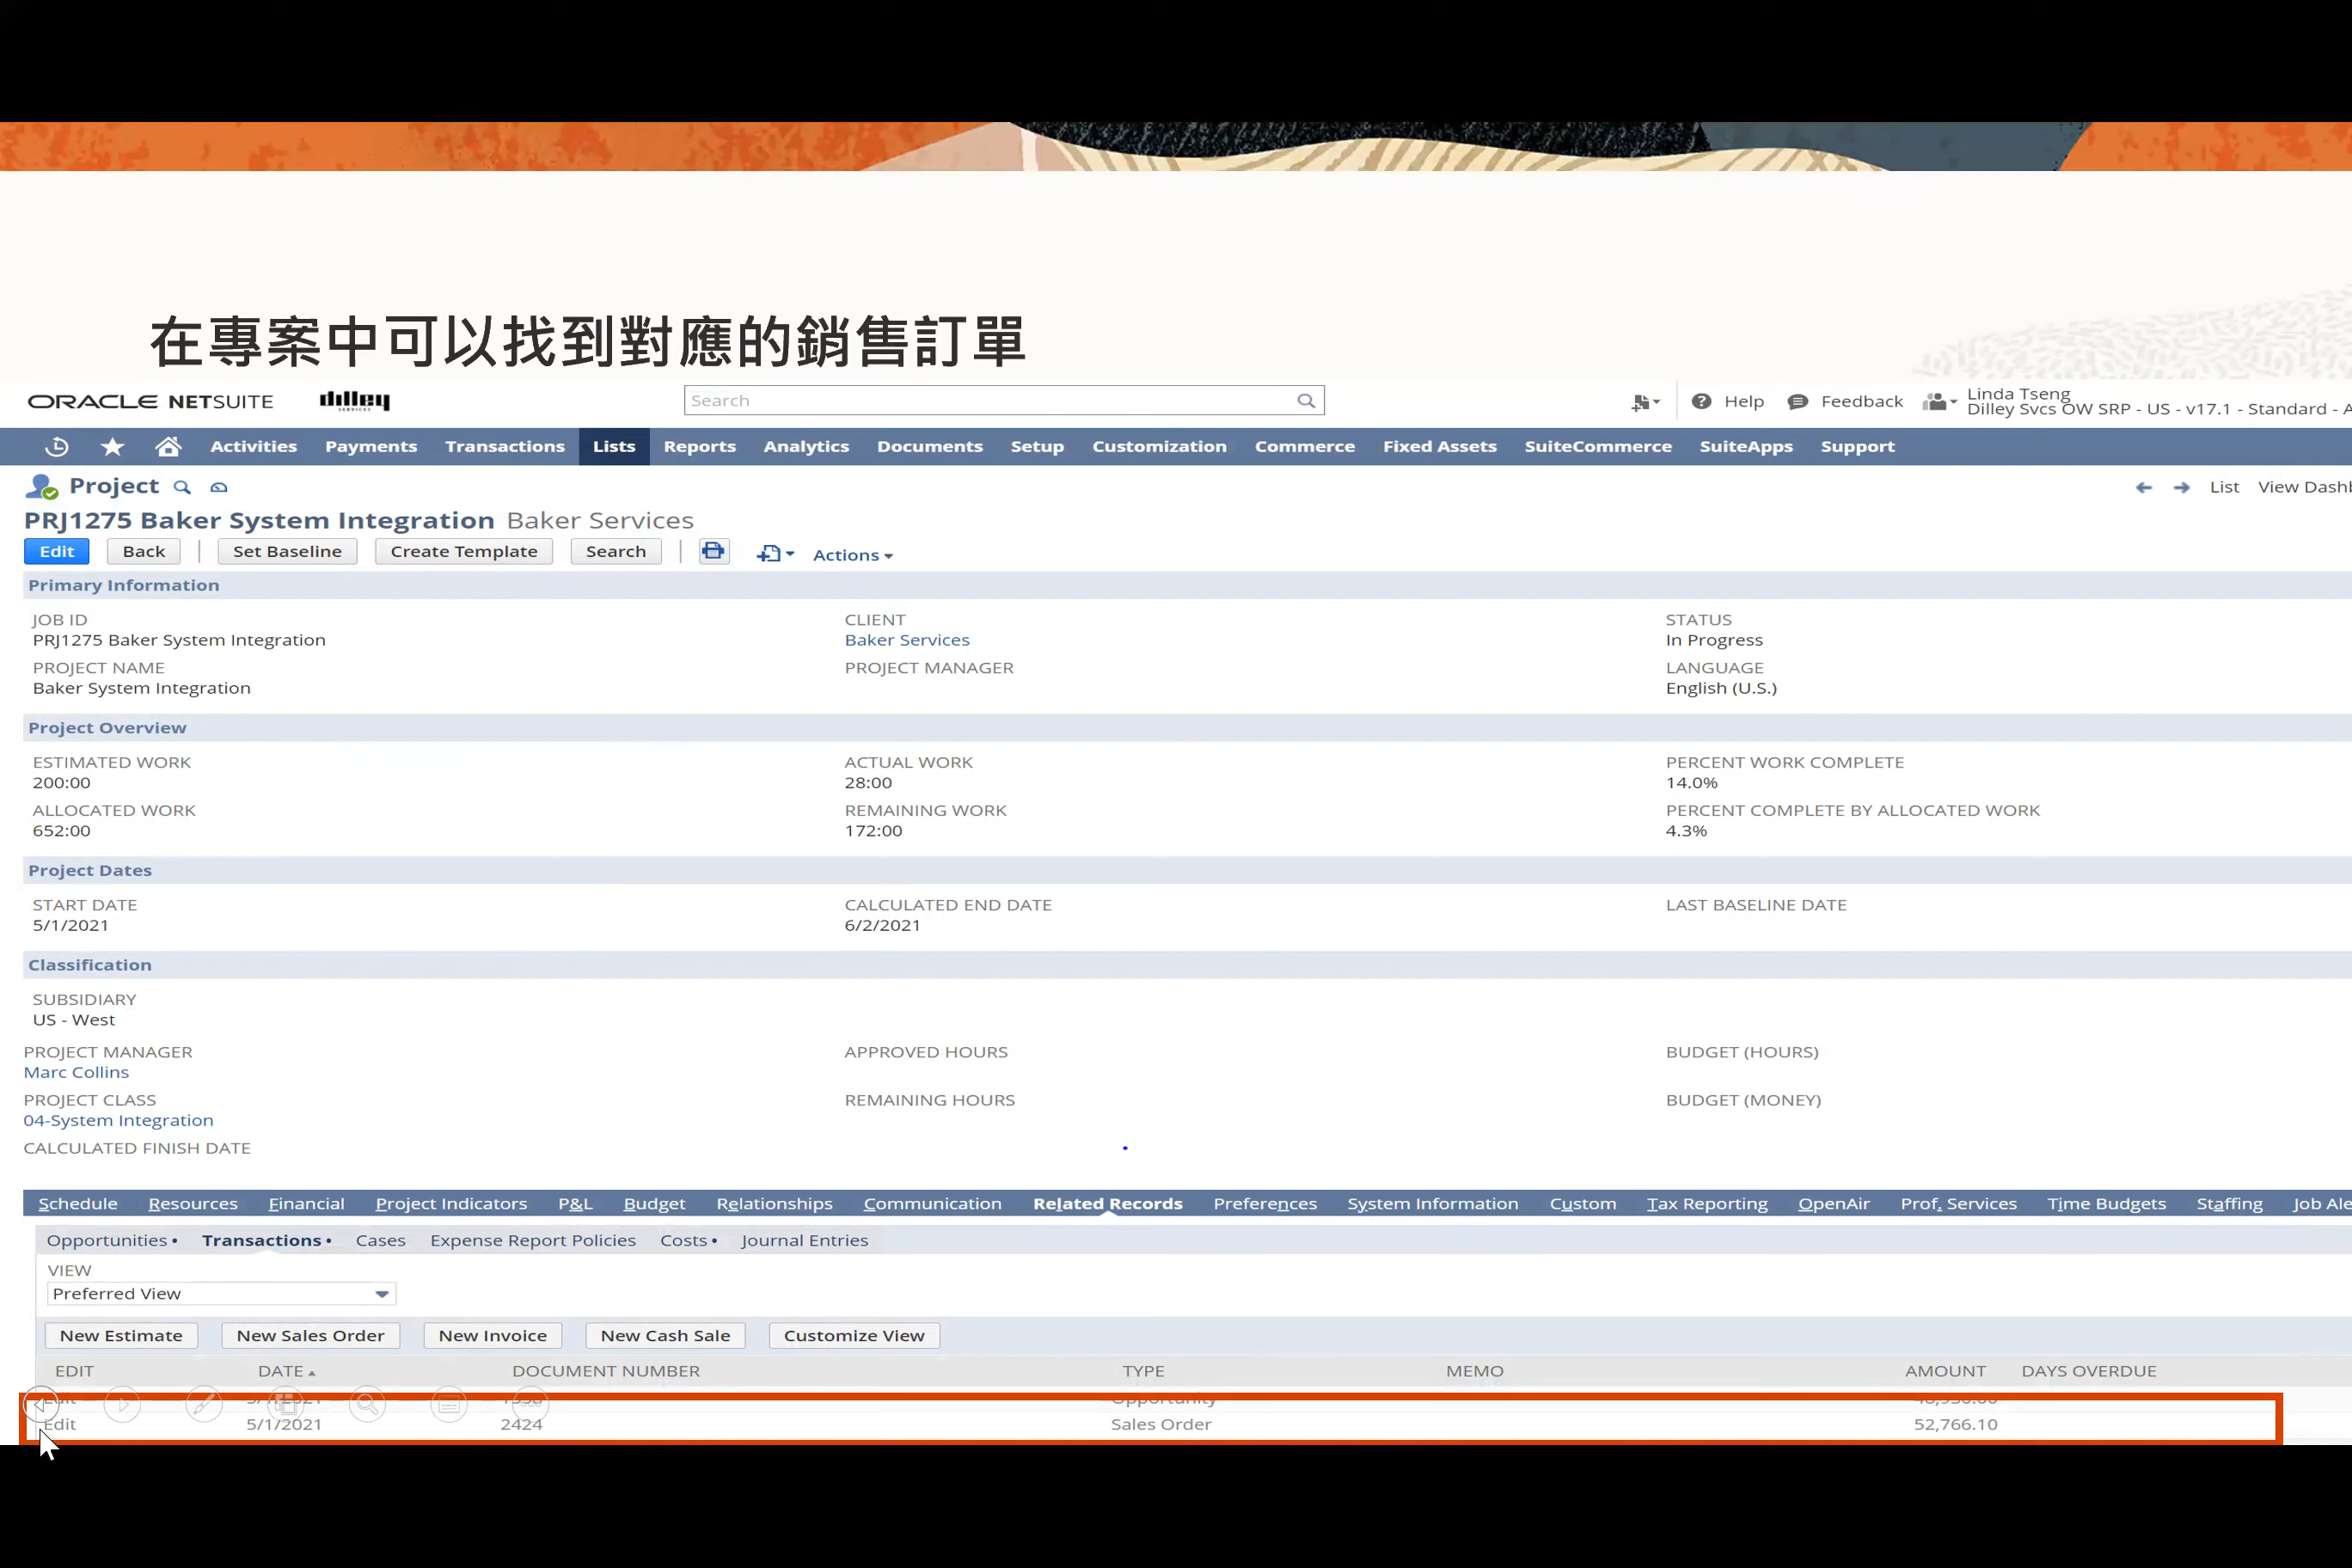 在專案中可以找到對應的銷售訂單
ORACLE NETSUITE dilley SERVICES Search Help Feedback Linda Tseng
Dilley Svcs OW SRP - US - v17.1 - Standard - A
Activities Payments Transactions Lists Reports Analytics Documents Setup Customization Commerce Fixed Assets SuiteCommerce SuiteApps Support
Project List View Dash
PRJ1275 Baker System Integration Baker Services
Edit Back Set Baseline Create Template Search Actions
Primary Information
JOB ID CLIENT STATUS
PRJ1275 Baker System Integration Baker Services In Progress
PROJECT NAME PROJECT MANAGER LANGUAGE
Baker System Integration English (U.S.)
Project Overview
ESTIMATED WORK ACTUAL WORK PERCENT WORK COMPLETE
200:00 28:00 14.0%
ALLOCATED WORK REMAINING WORK PERCENT COMPLETE BY ALLOCATED WORK
652:00 172:00 4.3%
Project Dates
START DATE CALCULATED END DATE LAST BASELINE DATE
5/1/2021 6/2/2021
Classification
SUBSIDIARY
US - West
PROJECT MANAGER APPROVED HOURS BUDGET (HOURS)
Marc Collins
PROJECT CLASS REMAINING HOURS BUDGET (MONEY)
04-System Integration
CALCULATED FINISH DATE
Schedule Resources Financial Project Indicators P&L Budget Relationships Communication Related Records Preferences System Information Custom Tax Reporting OpenAir Prof. Services Time Budgets Staffing Job Ale
Opportunities • Transactions • Cases Expense Report Policies Costs • Journal Entries
VIEW
Preferred View
New Estimate New Sales Order New Invoice New Cash Sale Customize View
EDIT DATE DOCUMENT NUMBER TYPE MEMO AMOUNT DAYS OVERDUE
Edit Opportunity
Edit 5/1/2021 2424 Sales Order 52,766.10